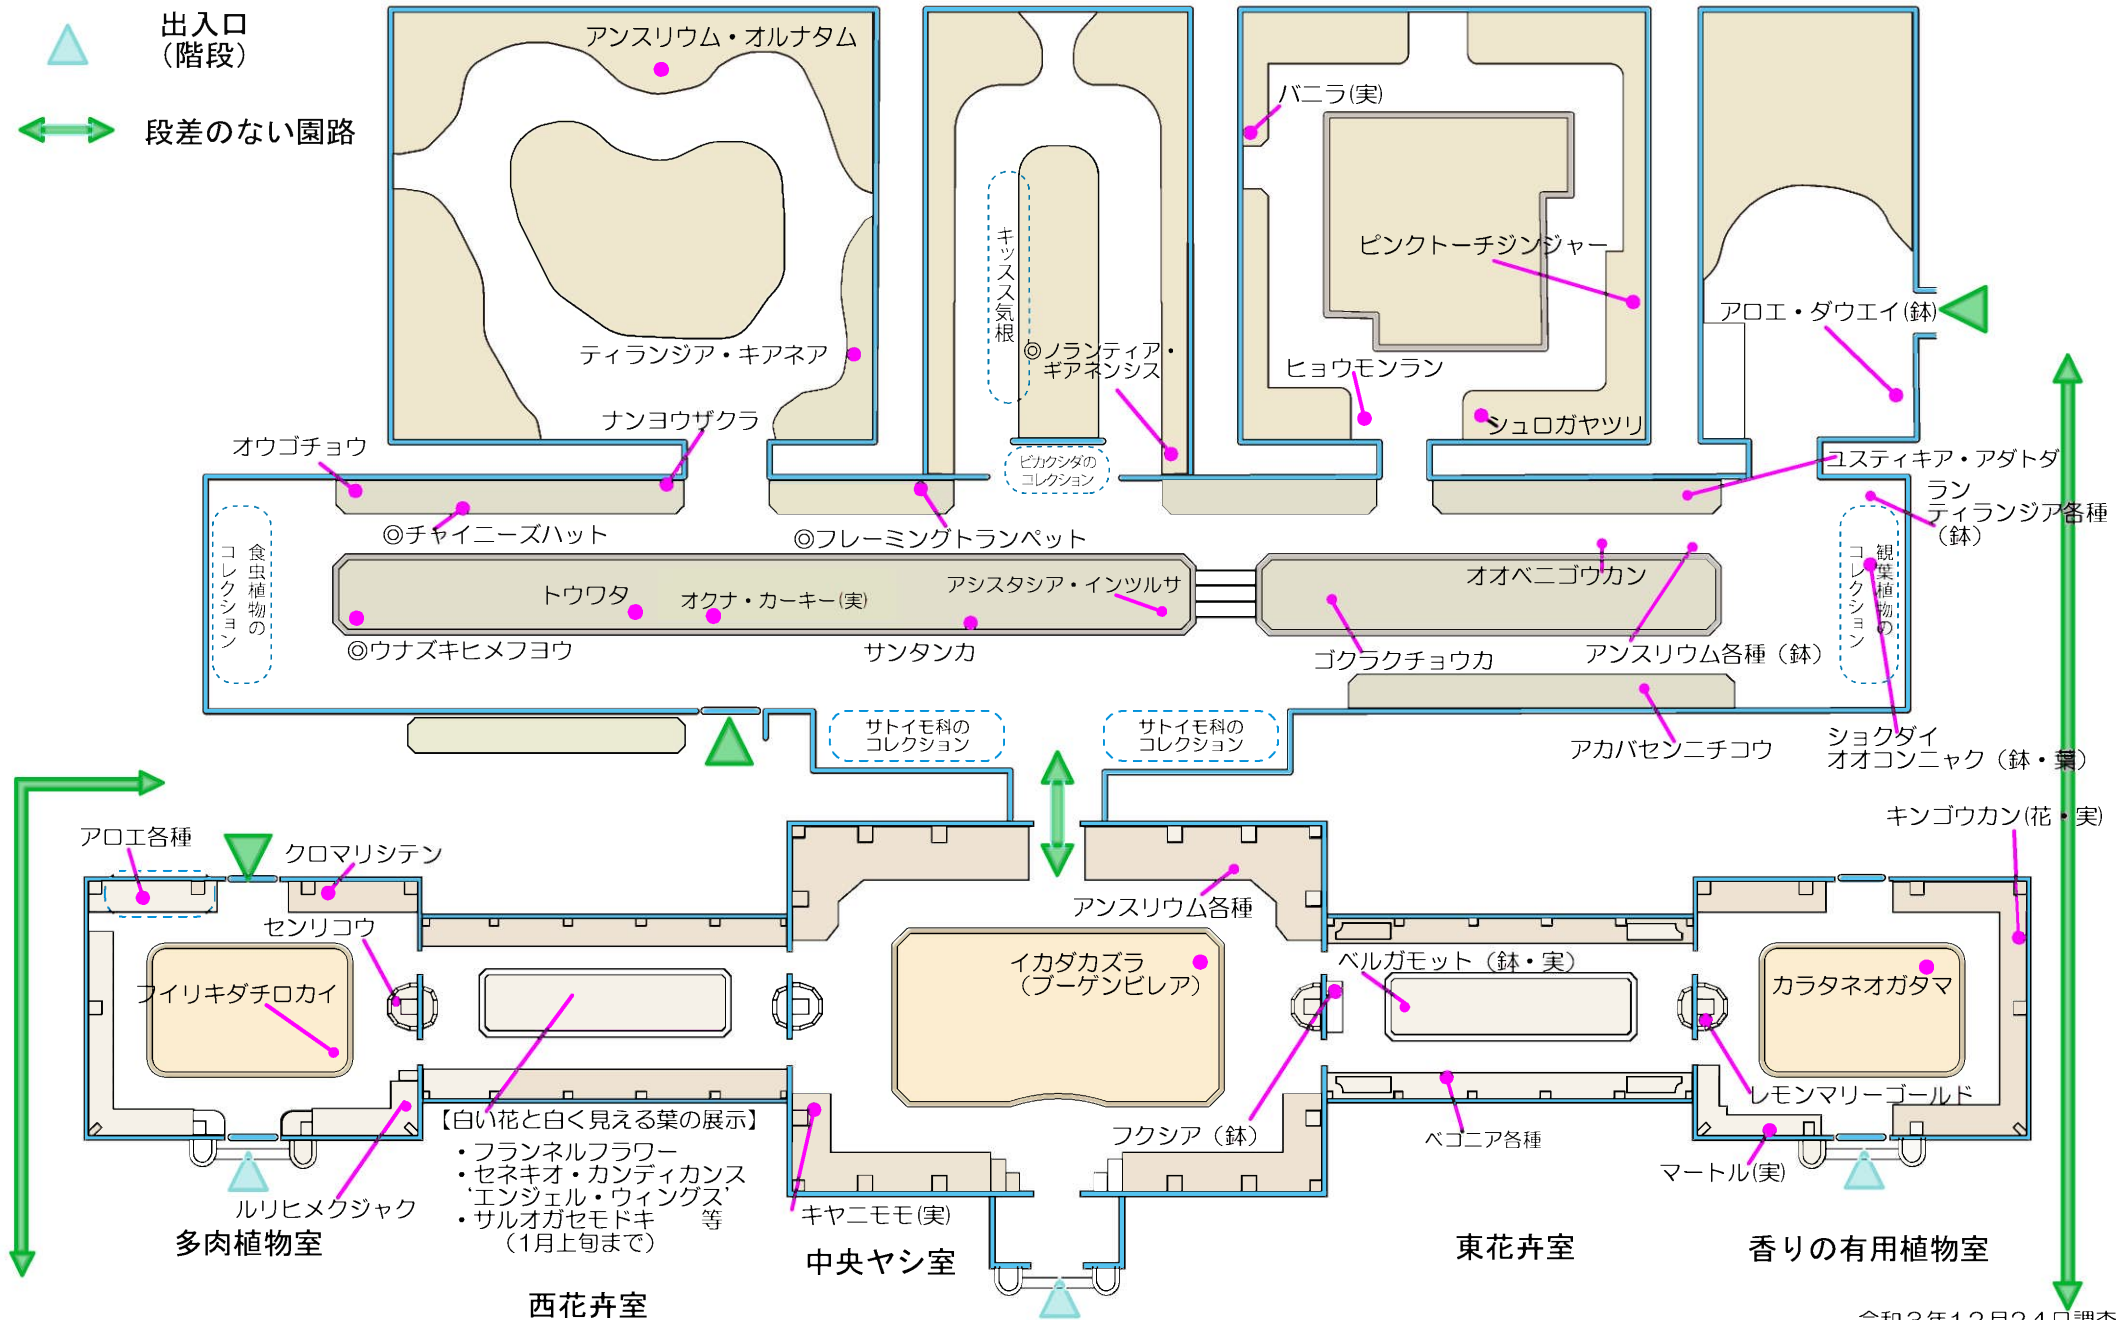 出入口
（階段）
段差のない園路
アンスリウム・オルナタム
バニラ(実)
キッスス気根
ピンクトーチジンジャー
アロエ・ダウエイ(鉢)
ティランジア・キアネア
◎ノランティア・
ギアネンシス
ヒョウモンラン
シュロガヤツリ
ナンヨウザクラ
オウゴチョウ
ビカクシダの
コレクション
ユスティキア・アダトダ
ラン
ティランジア各種
（鉢）
◎チャイニーズハット
◎フレーミングトランペット
食虫植物の
コレクション
観葉植物の
コレクション
トウワタ
オクナ・カーキー(実)
アシスタシア・インツルサ
オオベニゴウカン
◎ウナズキヒメフヨウ
サンタンカ
ゴクラクチョウカ
アンスリウム各種（鉢）
サトイモ科の
コレクション
サトイモ科の
コレクション
アカバセンニチコウ
ショクダイ
オオコンニャク（鉢・葉）
キンゴウカン(花・実)
アロエ各種
クロマリシテン
センリコウ
アンスリウム各種
フイリキダチロカイ
イカダカズラ
（ブーゲンビレア）
ベルガモット（鉢・実）
カラタネオガタマ
レモンマリーゴールド
【白い花と白く見える葉の展示】
・フランネルフラワー
・セネキオ・カンディカンス
‘エンジェル・ウィングス’
・サルオガセモドキ　等
（1月上旬まで）
フクシア（鉢）
ベゴニア各種
マートル(実)
ルリヒメクジャク
キヤニモモ(実)
多肉植物室
西花卉室
中央ヤシ室
東花卉室
香りの有用植物室
令和３年１２月２４日調査